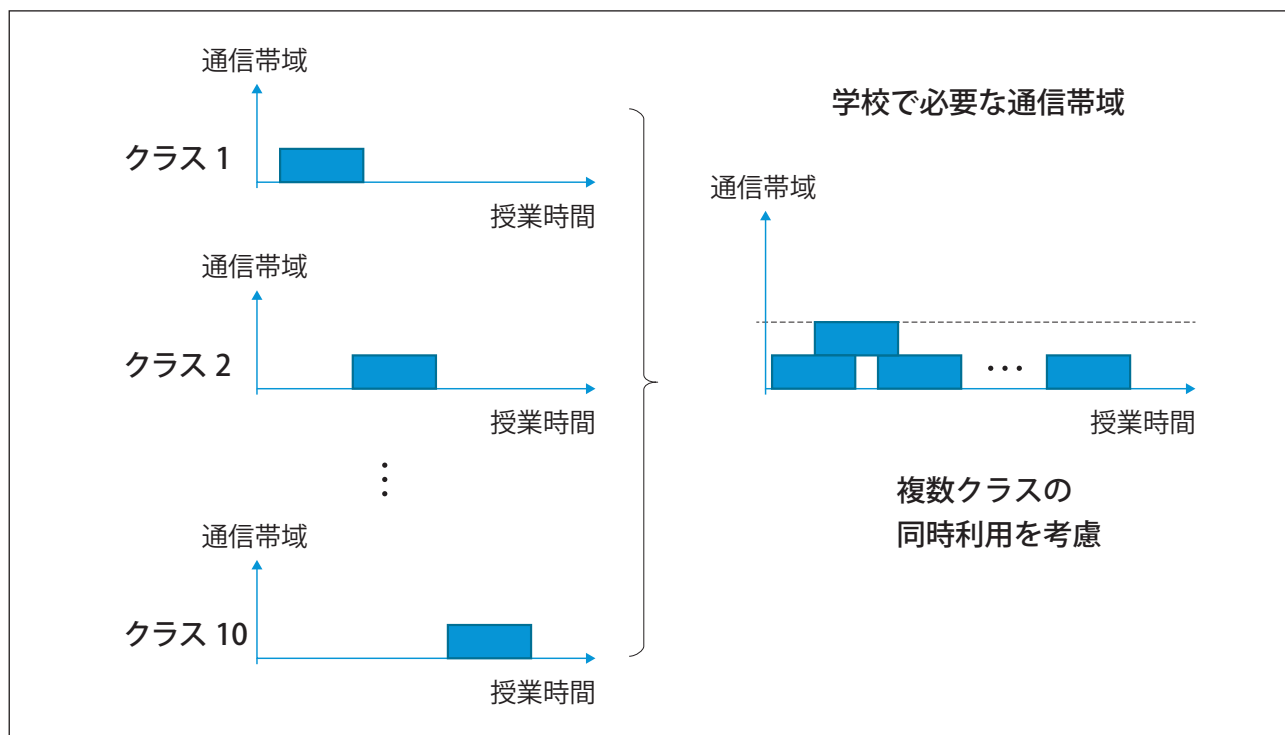 通信帯域
クラス 1
授業時間
通信帯域
クラス 2
授業時間
⋮
通信帯域
クラス 10
授業時間
学校で必要な通信帯域
通信帯域
…
授業時間
複数クラスの
同時利用を考慮